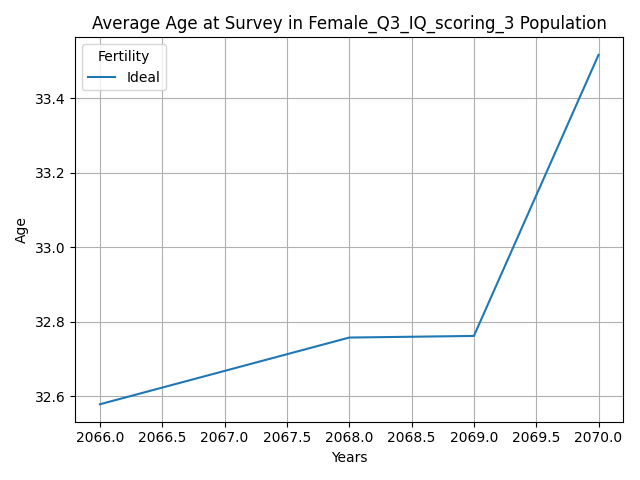 Average Age at Survey in Female_Q3_IQ_scoring_3 Population
Fertility
Ideal
Age
33.4
33.2
33.0
32.8
32.6
2066.0 2066.5 2067.0 2067.5 2068.0 2068.5 2069.0 2069.5 2070.0
Years